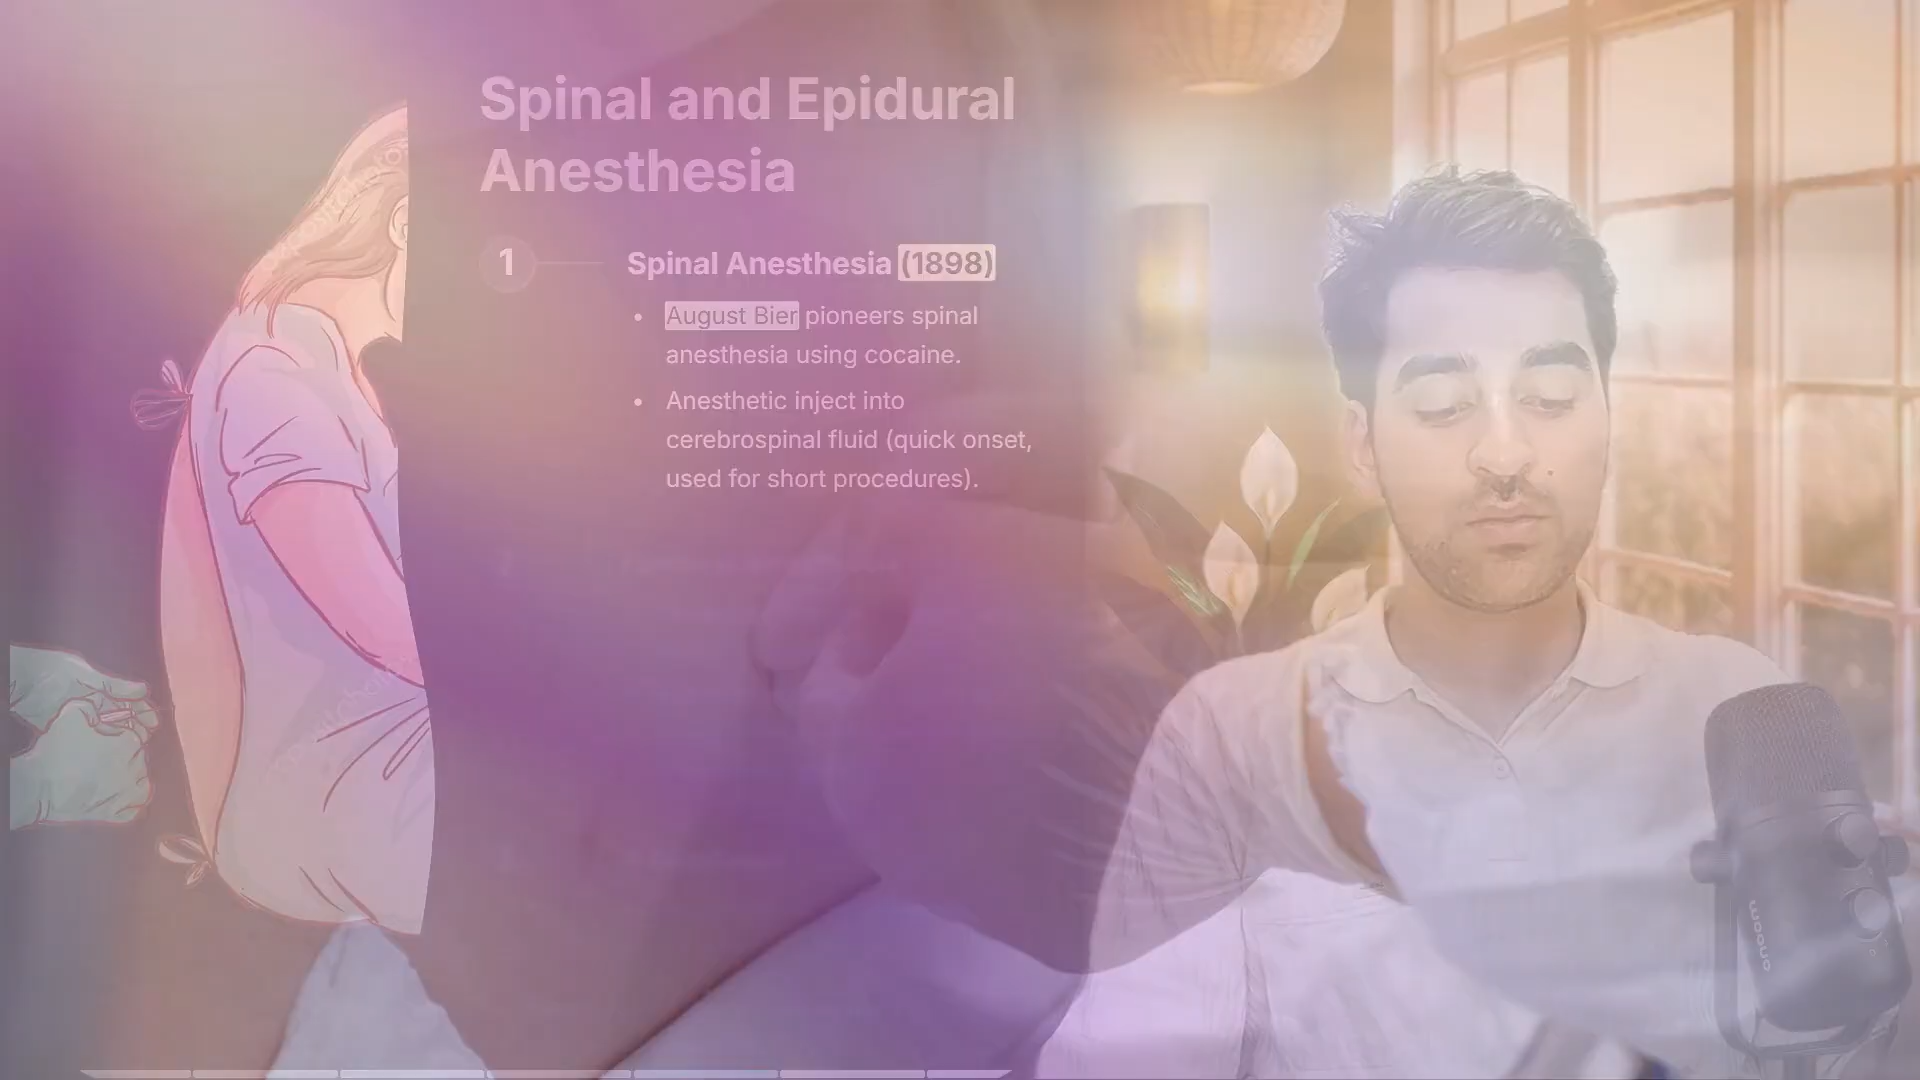 Spinal and Epidural
Anesthesia
1
Spinal Anesthesia (1898)
• August Bier pioneers spinal
anesthesia using cocaine.
• Anesthetic inject into
cerebrospinal fluid (quick onset,
used for short procedures).
maono